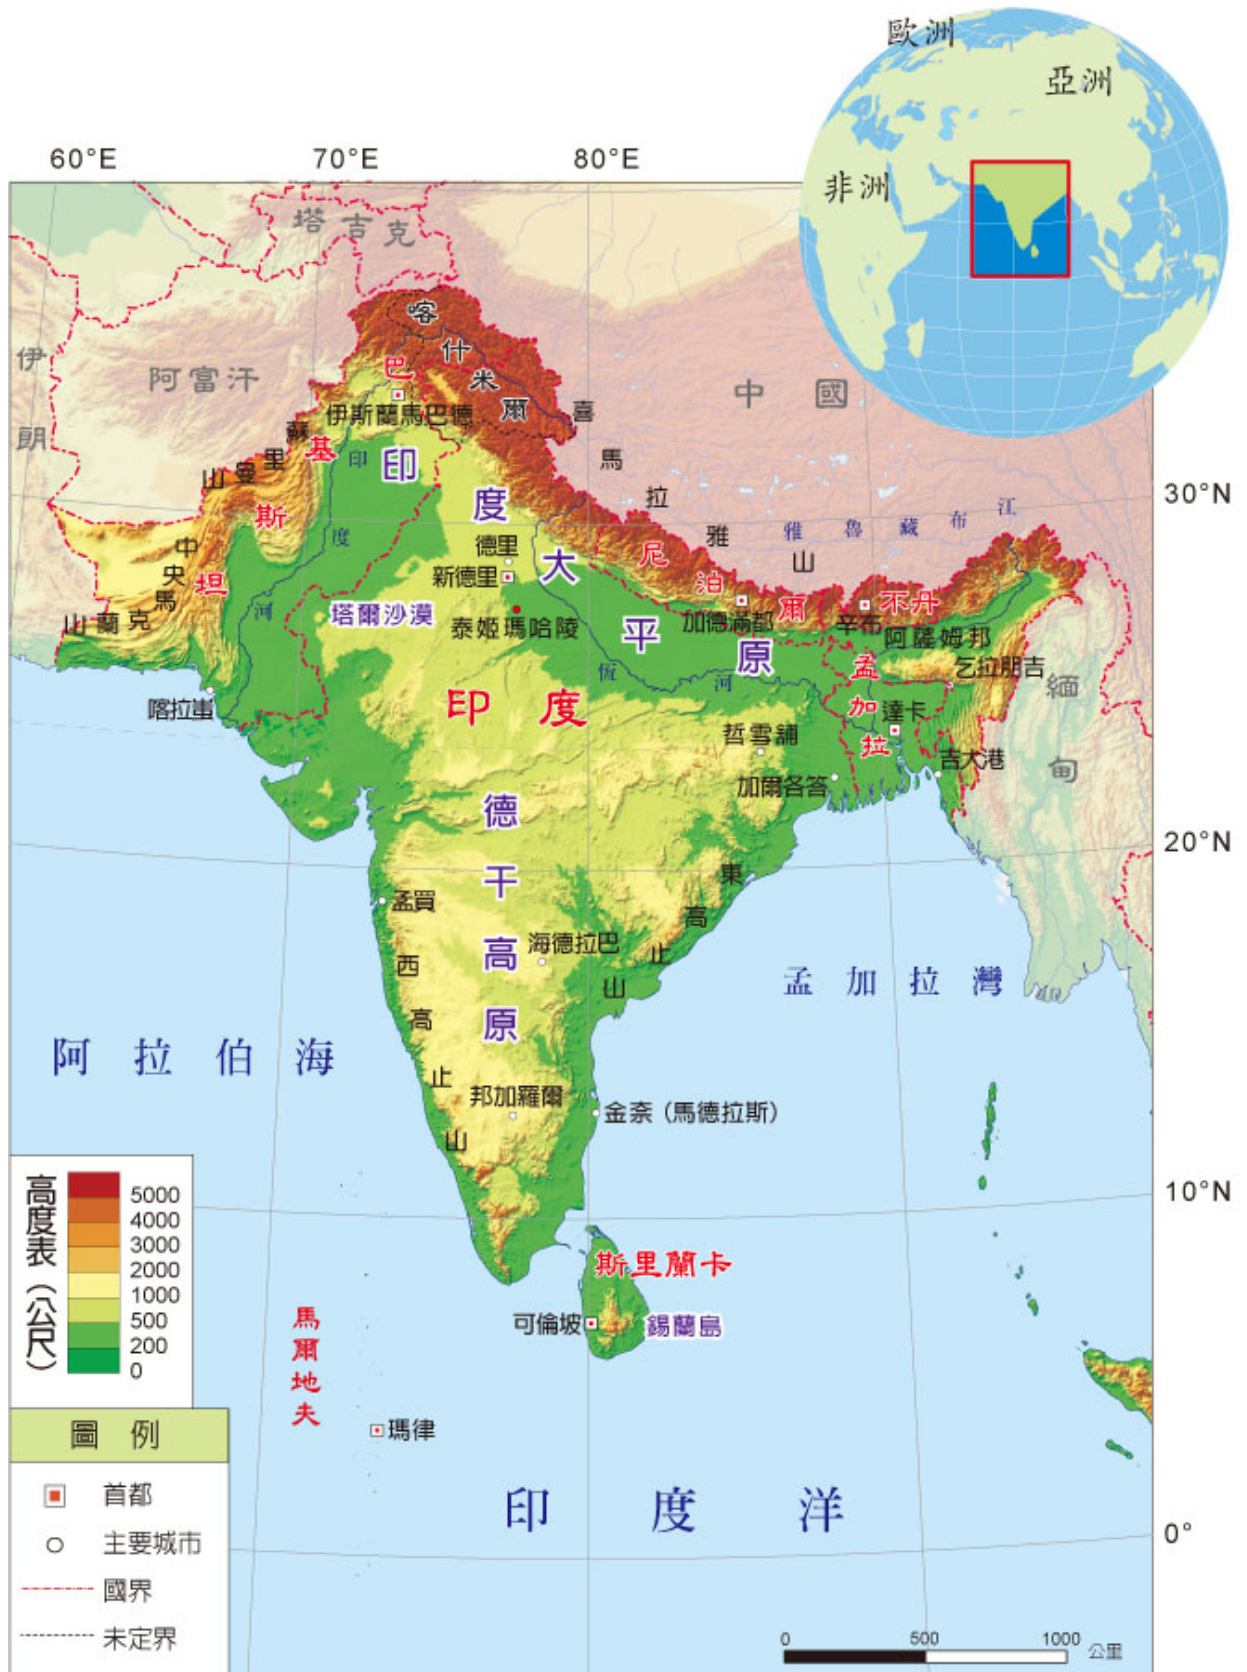 歐洲
亞洲
非洲
60°E
70°E
80°E
塔吉克
伊朗
阿富汗
中國
喀什米爾
巴基斯坦
伊斯蘭馬巴德
蘇里曼山
中央馬克蘭山
印度河
印度大平原
喜馬拉雅山
雅魯藏布江
30°N
德里
新德里
塔爾沙漠
泰姬瑪哈陵
尼泊爾
加德滿都
不丹
辛布
阿薩姆邦
乞拉朋吉
孟加拉
達卡
吉大港
緬甸
喀拉蚩
恆河
印度
哲雪舖
加爾各答
20°N
德干高原
孟買
海德拉巴
東高止山
西高止山
孟加拉灣
阿拉伯海
邦加羅爾
金奈（馬德拉斯）
10°N
斯里蘭卡
可倫坡
錫蘭島
馬爾地夫
瑪律
印度洋
0°
高度表（公尺）
5000
4000
3000
2000
1000
500
200
0
圖例
首都
主要城市
國界
未定界
0 500 1000 公里